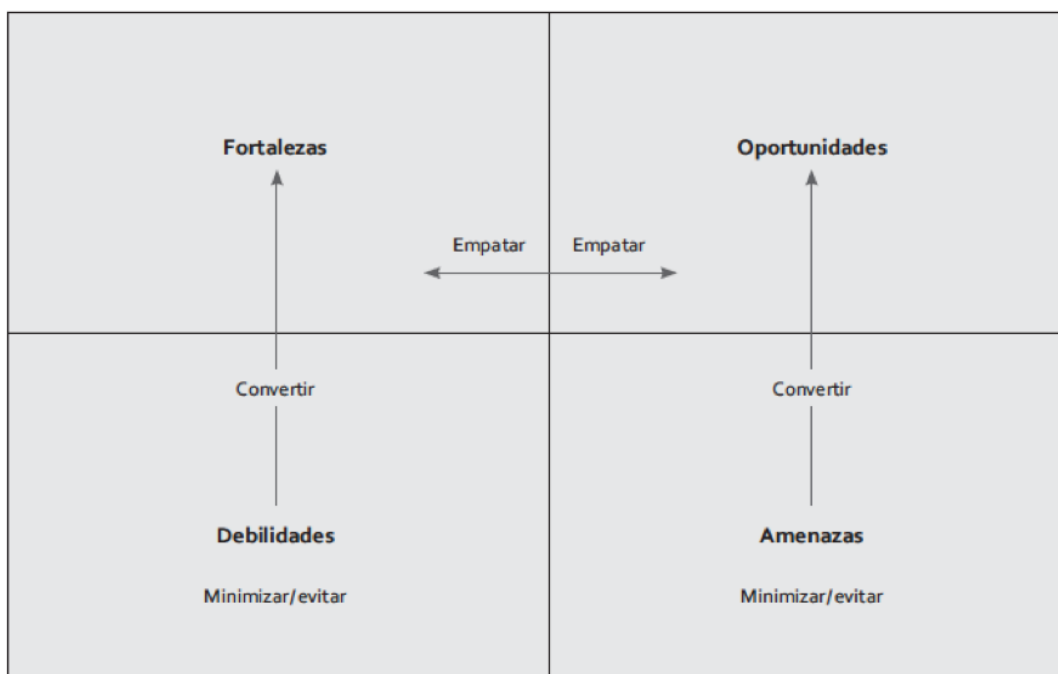 Fortalezas
Oportunidades
Empatar
Empatar
Convertir
Convertir
Debilidades
Amenazas
Minimizar/evitar
Minimizar/evitar